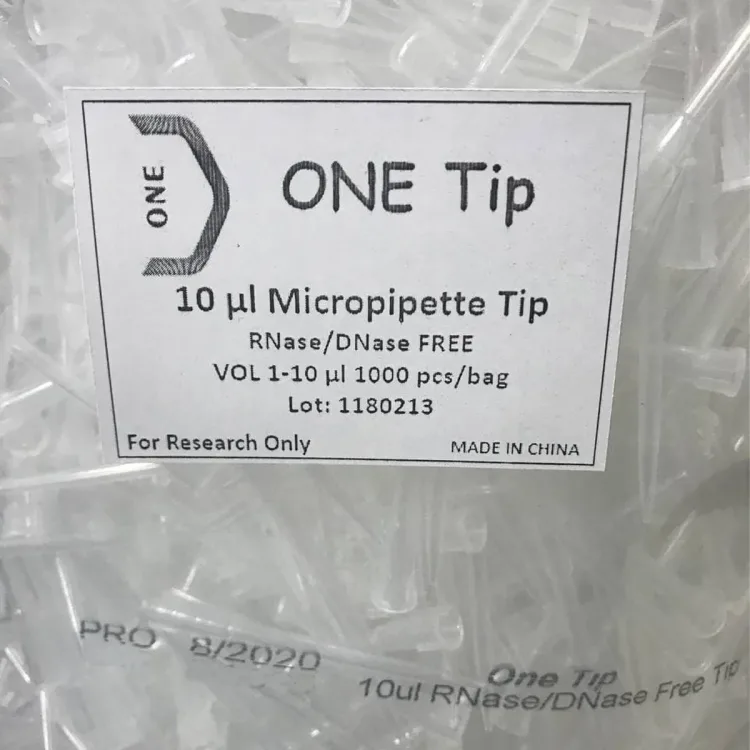 ONE
ONE Tip
10 µl Micropipette Tip
RNase/DNase FREE
VOL 1-10 µl 1000 pcs/bag
Lot: 1180213
For Research Only
MADE IN CHINA
PRO 8/2020
One Tip
10ul RNase/DNase Free Tip